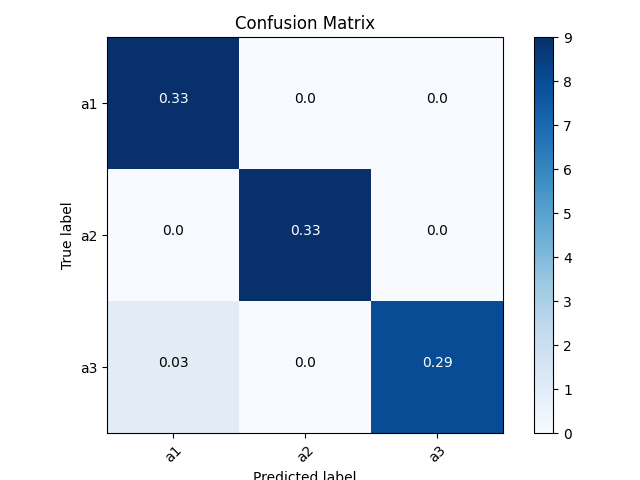 Confusion Matrix
True label
a1 0.33 0.0 0.0
a2 0.0 0.33 0.0
a3 0.03 0.0 0.29
a1 a2 a3
Predicted label
9
8
7
6
5
4
3
2
1
0